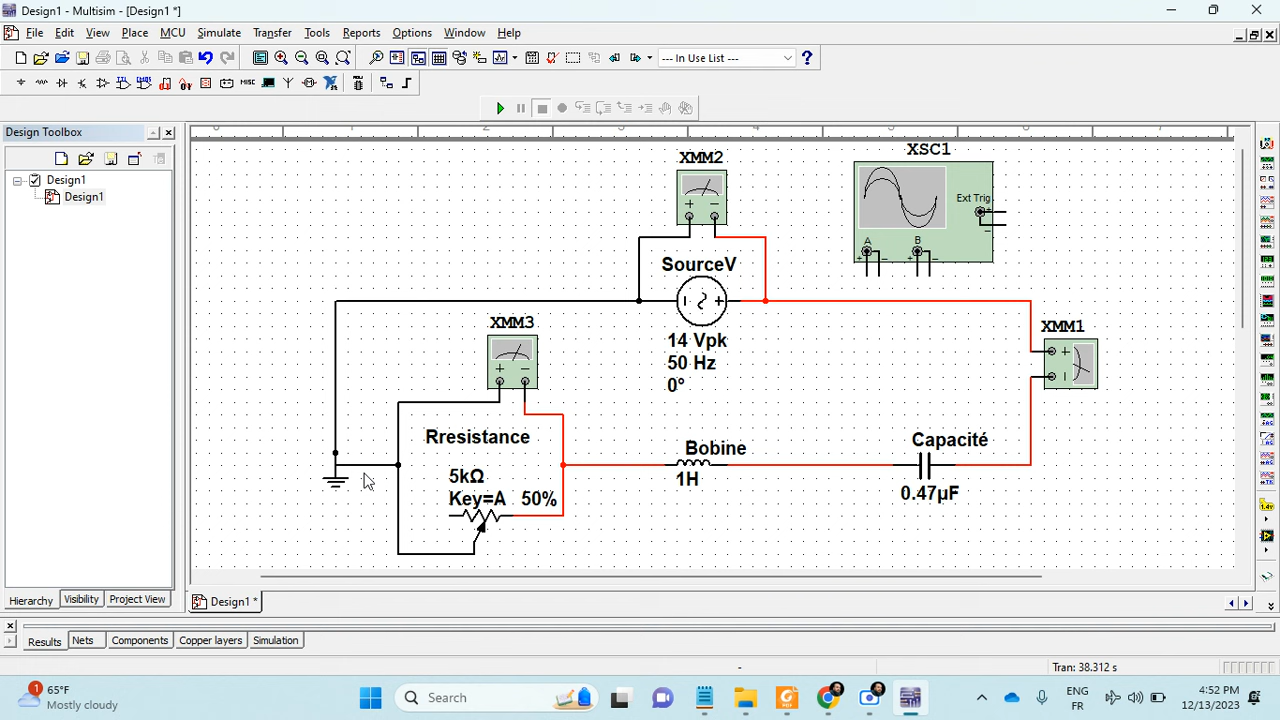 Design1 - Multisim - [Design1 *]
File Edit View Place MCU Simulate Transfer Tools Reports Options Window Help
--- In Use List ---
MISC
Design Toolbox
Design1
Design1
XMM2
XSC1
Ext Trig
A B
SourceV
14 Vpk
50 Hz
0°
XMM3
XMM1
Rresistance
5kΩ
Key=A 50%
Bobine
1H
Capacité
0.47µF
Hierarchy Visibility Project View
Design1 *
Results Nets Components Copper layers Simulation
-
Tran: 38.312 s
1
65°F
Mostly cloudy
Search
ENG
FR
4:52 PM
12/13/2023